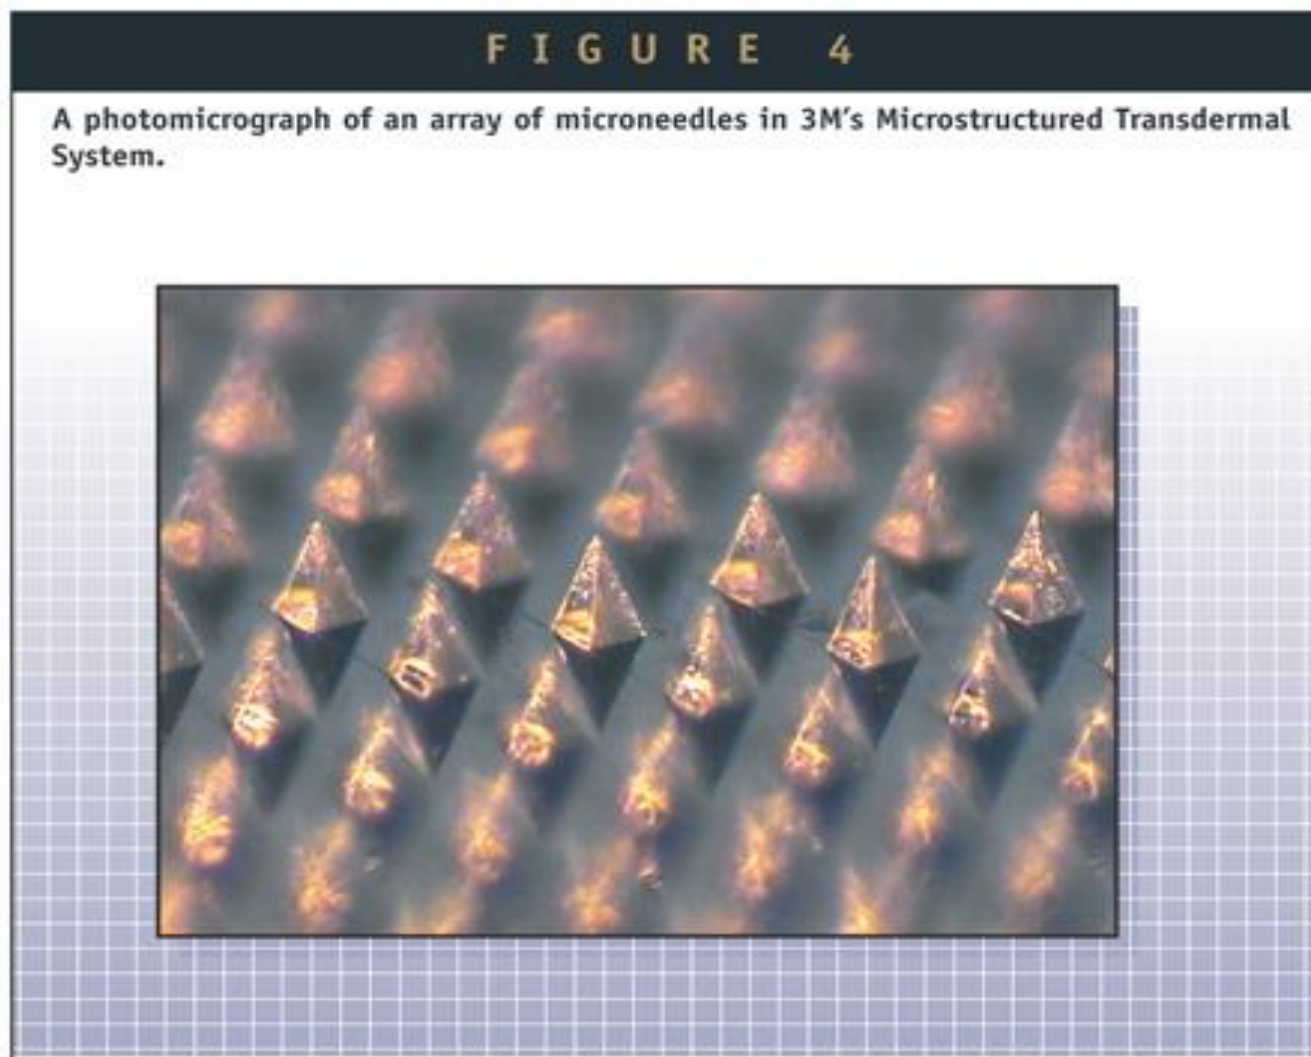 FIGURE 4
A photomicrograph of an array of microneedles in 3M's Microstructured Transdermal
System.